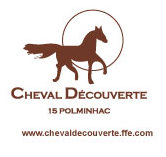 CHEVAL DÉCOUVERTE
15 POLMINHAC
www.chevaldecouverte.ffe.com